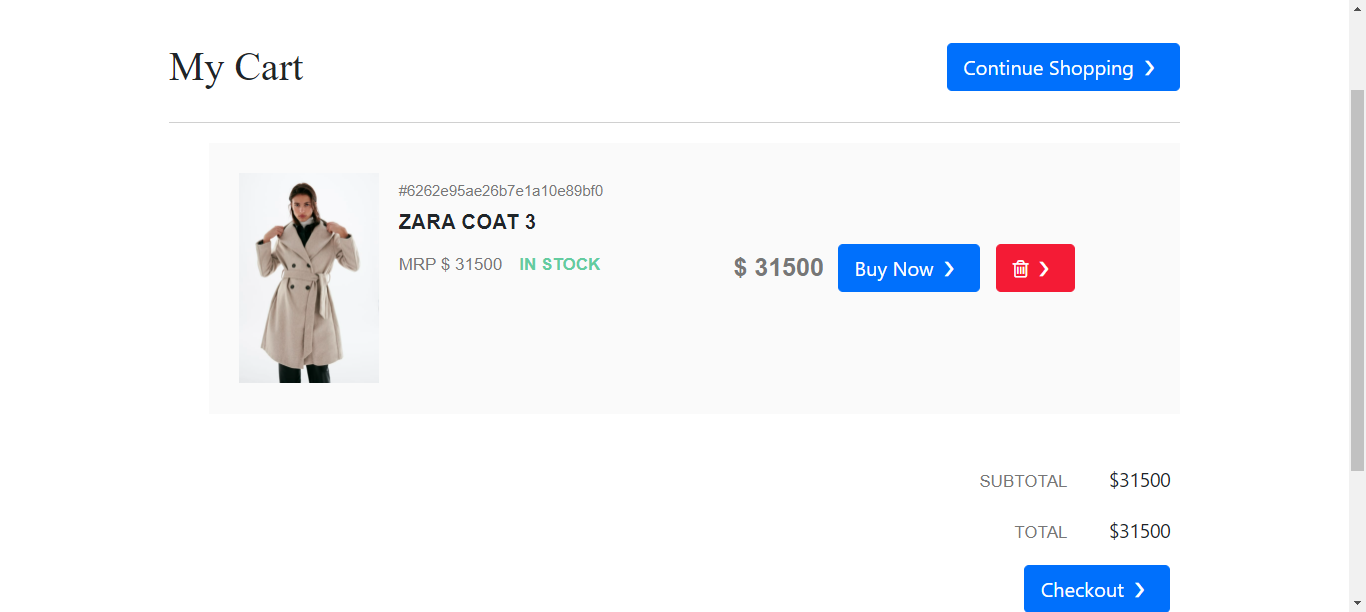 My Cart
Continue Shopping ❯
#6262e95ae26b7e1a10e89bf0
ZARA COAT 3
MRP $ 31500 IN STOCK
$ 31500
Buy Now ❯
❯
SUBTOTAL $31500
TOTAL $31500
Checkout ❯